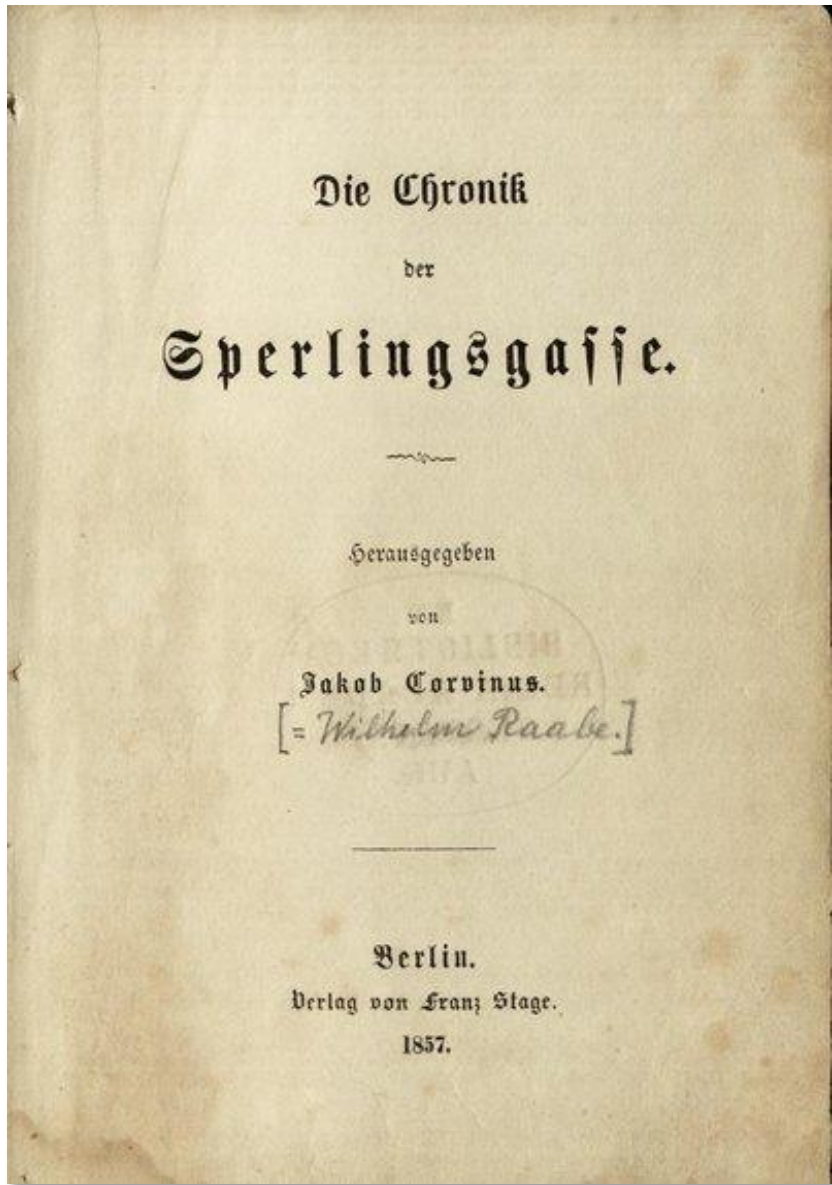 Die Chronik
der
Sperlingsgasse.
Herausgegeben
von
Jakob Corvinus.
[= Wilhelm Raabe.]
Berlin.
Verlag von Franz Stage.
1857.